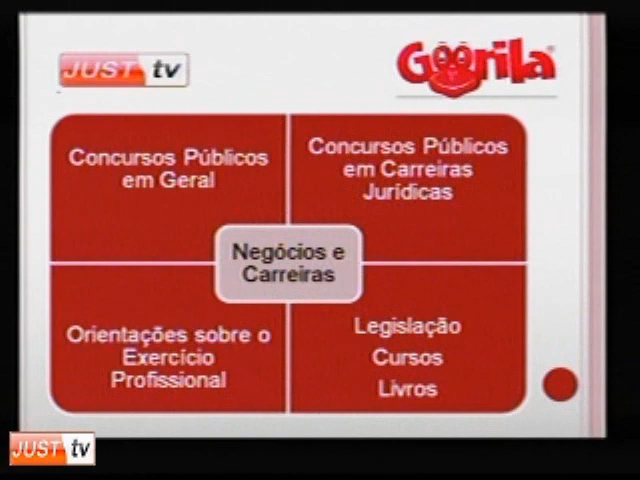 JUST tv
Goorila
Concursos Públicos
em Geral
Concursos Públicos
em Carreiras
Jurídicas
Negócios e
Carreiras
Orientações sobre o
Exercício
Profissional
Legislação
Cursos
Livros
JUST tv